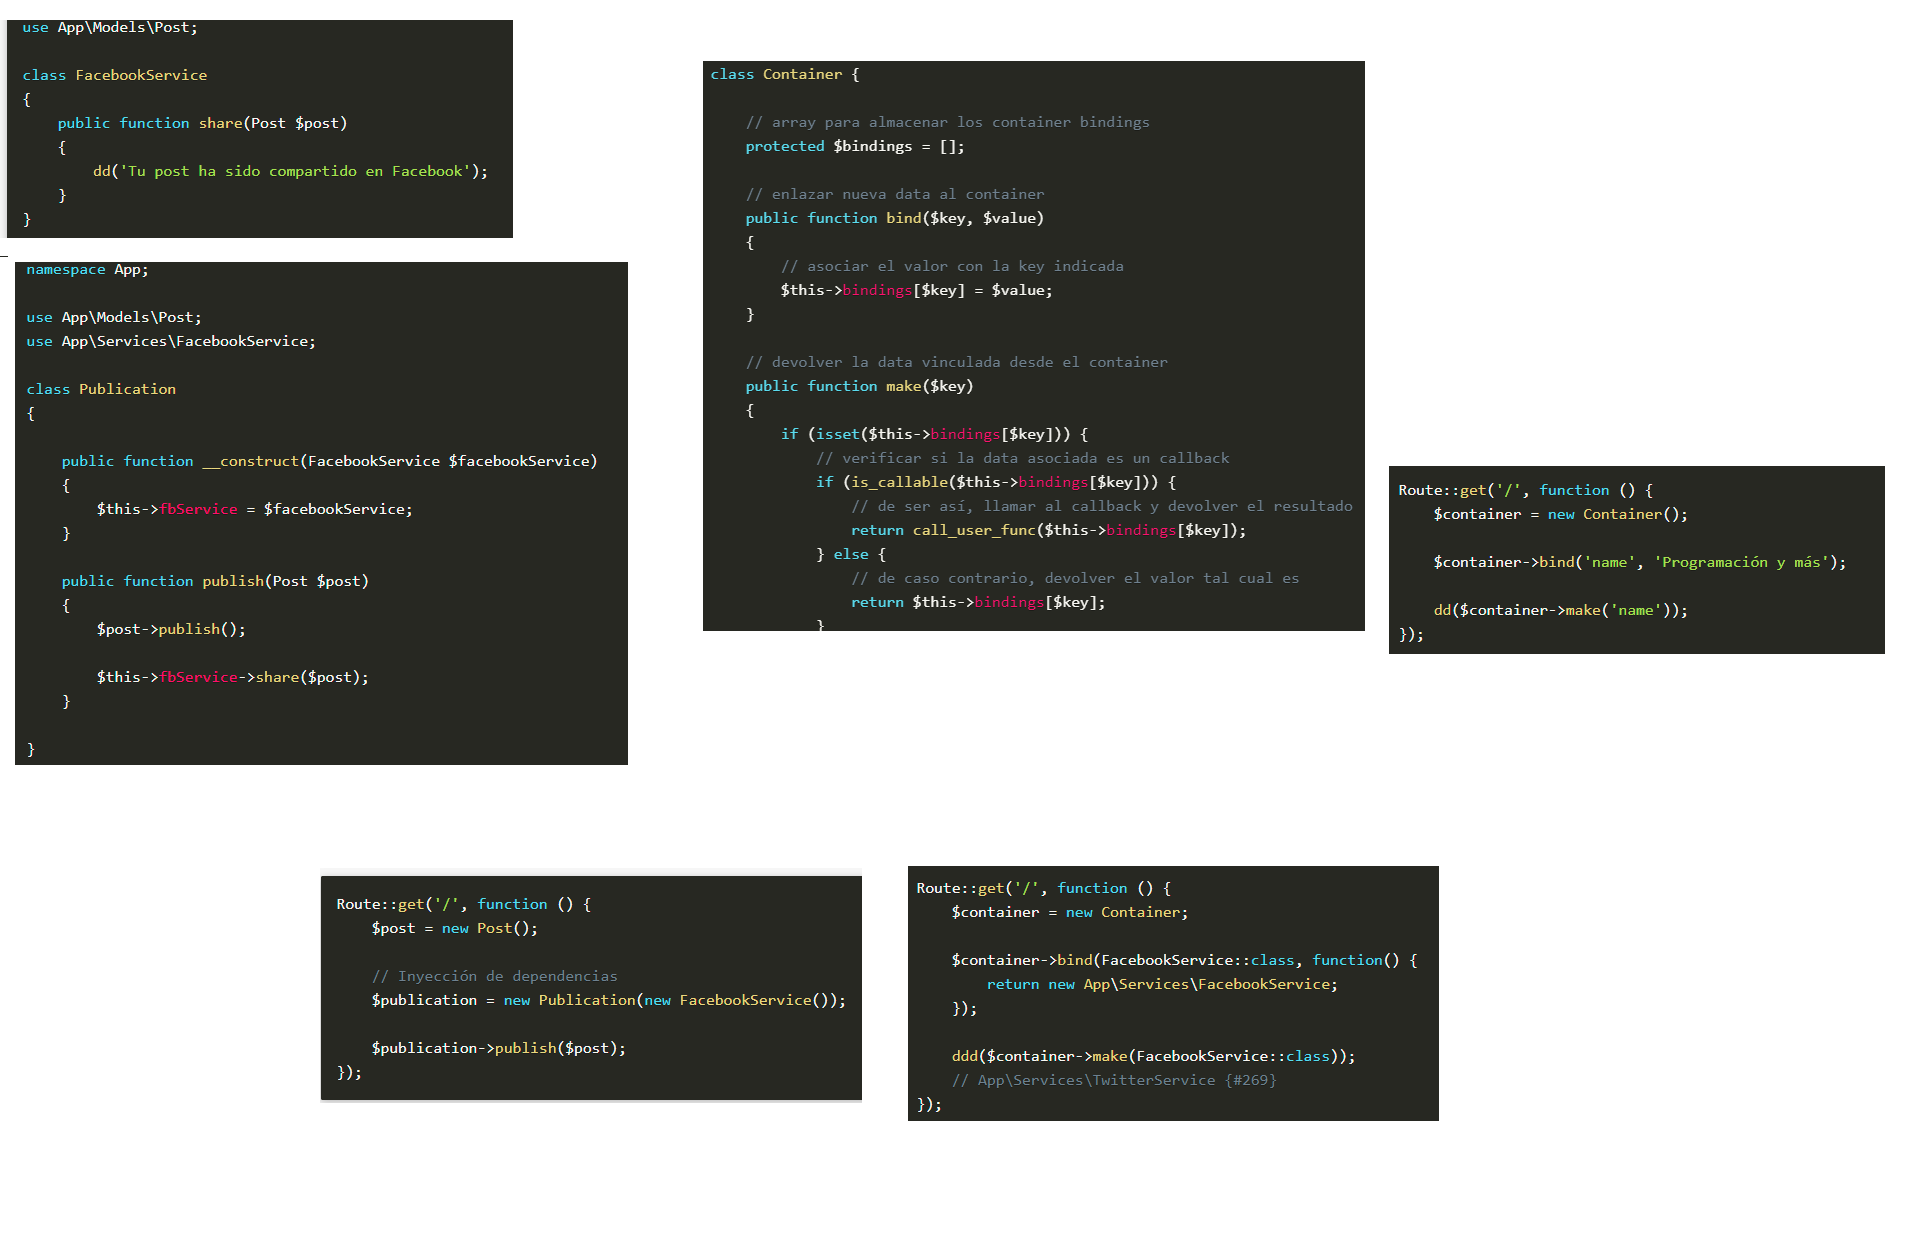 use App\Models\Post;
class FacebookService
{
    public function share(Post $post)
    {
        dd('Tu post ha sido compartido en Facebook');
    }
}
namespace App;
use App\Models\Post;
use App\Services\FacebookService;
class Publication
{
    public function __construct(FacebookService $facebookService)
    {
        $this->fbService = $facebookService;
    }
    public function publish(Post $post)
    {
        $post->publish();
        $this->fbService->share($post);
    }
}
class Container {
    // array para almacenar los container bindings
    protected $bindings = [];
    // enlazar nueva data al container
    public function bind($key, $value)
    {
        // asociar el valor con la key indicada
        $this->bindings[$key] = $value;
    }
    // devolver la data vinculada desde el container
    public function make($key)
    {
        if (isset($this->bindings[$key])) {
            // verificar si la data asociada es un callback
            if (is_callable($this->bindings[$key])) {
                // de ser así, llamar al callback y devolver el resultado
                return call_user_func($this->bindings[$key]);
            } else {
                // de caso contrario, devolver el valor tal cual es
                return $this->bindings[$key];
            }
Route::get('/', function () {
    $container = new Container();
    $container->bind('name', 'Programación y más');
    dd($container->make('name'));
});
Route::get('/', function () {
    $post = new Post();
    // Inyección de dependencias
    $publication = new Publication(new FacebookService());
    $publication->publish($post);
});
Route::get('/', function () {
    $container = new Container;
    $container->bind(FacebookService::class, function() {
        return new App\Services\FacebookService;
    });
    ddd($container->make(FacebookService::class));
    // App\Services\TwitterService {#269}
});